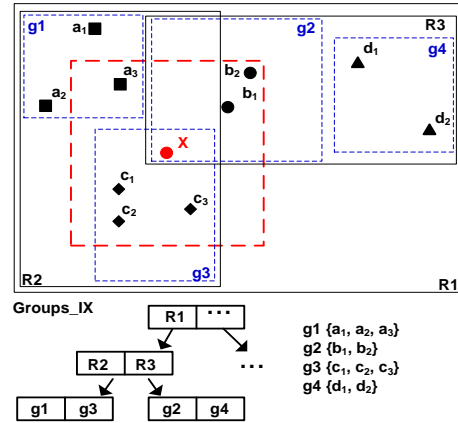 g1
a₁
a₂
a₃
g2
b₂
b₁
R3
d₁
g4
d₂
X
c₁
c₂
c₃
g3
R2
R1
Groups_IX
R1 ...
R2 R3
...
g1 g3
g2 g4
g1 {a₁, a₂, a₃}
g2 {b₁, b₂}
g3 {c₁, c₂, c₃}
g4 {d₁, d₂}